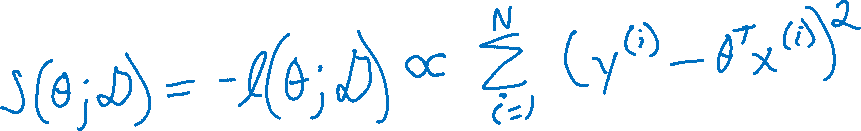 J(θ; D) = -l(θ; D) ∝ Σ_{i=1}^{N} (y^{(i)} - θ^T x^{(i)})^2